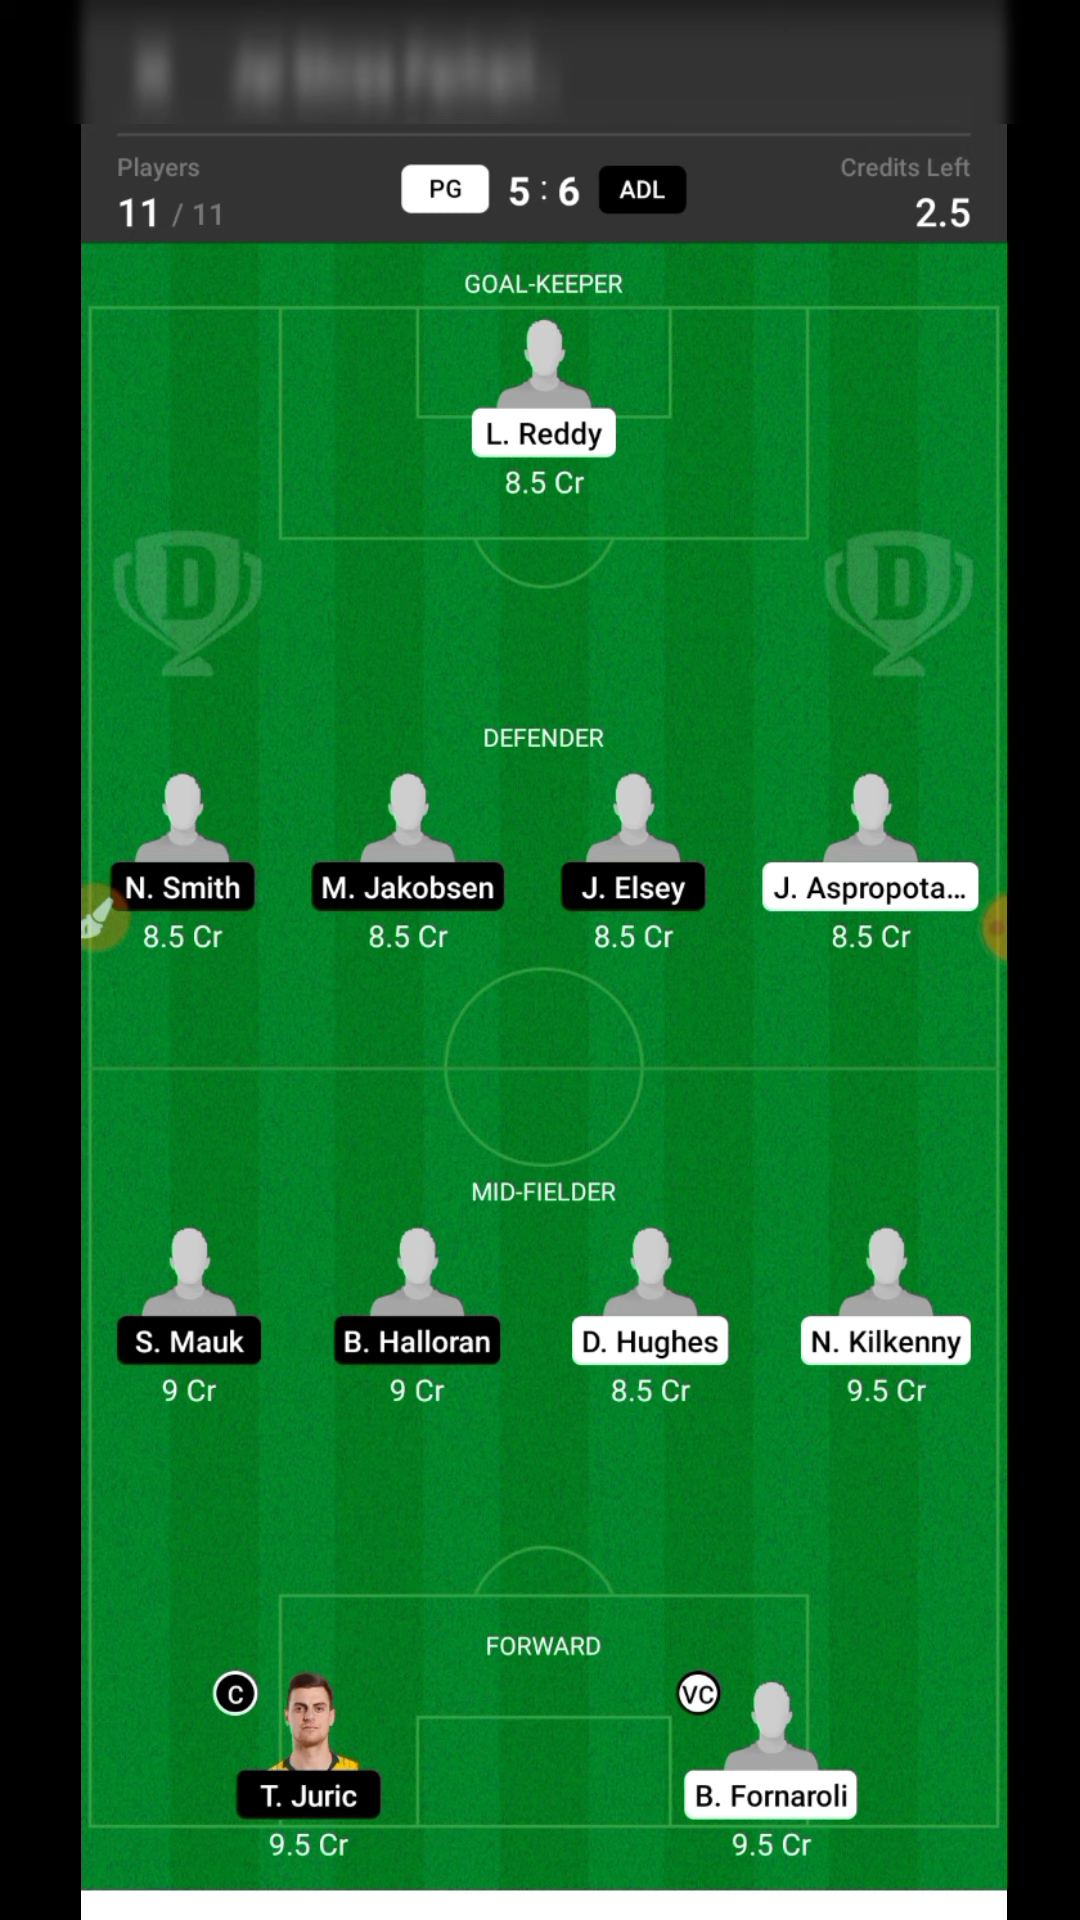 Players
11 / 11
PG 5 : 6 ADL
Credits Left
2.5
GOAL-KEEPER
L. Reddy
8.5 Cr
D D
DEFENDER
N. Smith M. Jakobsen J. Elsey J. Aspropota...
8.5 Cr 8.5 Cr 8.5 Cr 8.5 Cr
MID-FIELDER
S. Mauk B. Halloran D. Hughes N. Kilkenny
9 Cr 9 Cr 8.5 Cr 9.5 Cr
FORWARD
C VC
T. Juric B. Fornaroli
9.5 Cr 9.5 Cr